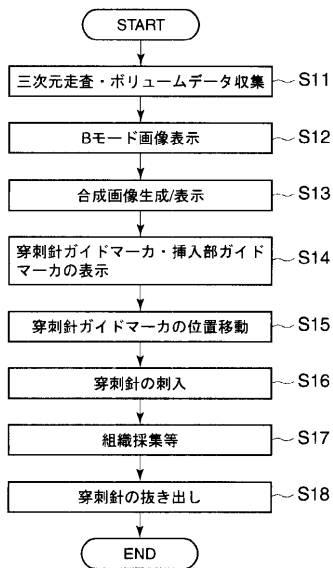 START
三次元走査・ボリュームデータ収集
S11
Bモード画像表示
S12
合成画像生成/表示
S13
穿刺針ガイドマーカ・挿入部ガイド
マーカの表示
S14
穿刺針ガイドマーカの位置移動
S15
穿刺針の刺入
S16
組織採集等
S17
穿刺針の抜き出し
S18
END